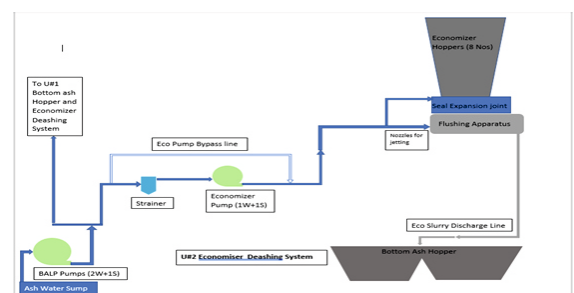 Economizer
Hoppers (8 Nos)
To U#1
Bottom ash
Hopper and
Economizer
Deashing
System
Seal Expansion joint
Flushing Apparatus
Nozzles for
jetting
Eco Pump Bypass line
Strainer
Economizer
Pump (1W+1S)
Eco Slurry Discharge Line
Bottom Ash Hopper
U#2 Economiser Deashing System
BALP Pumps (2W+1S)
Ash Water Sump